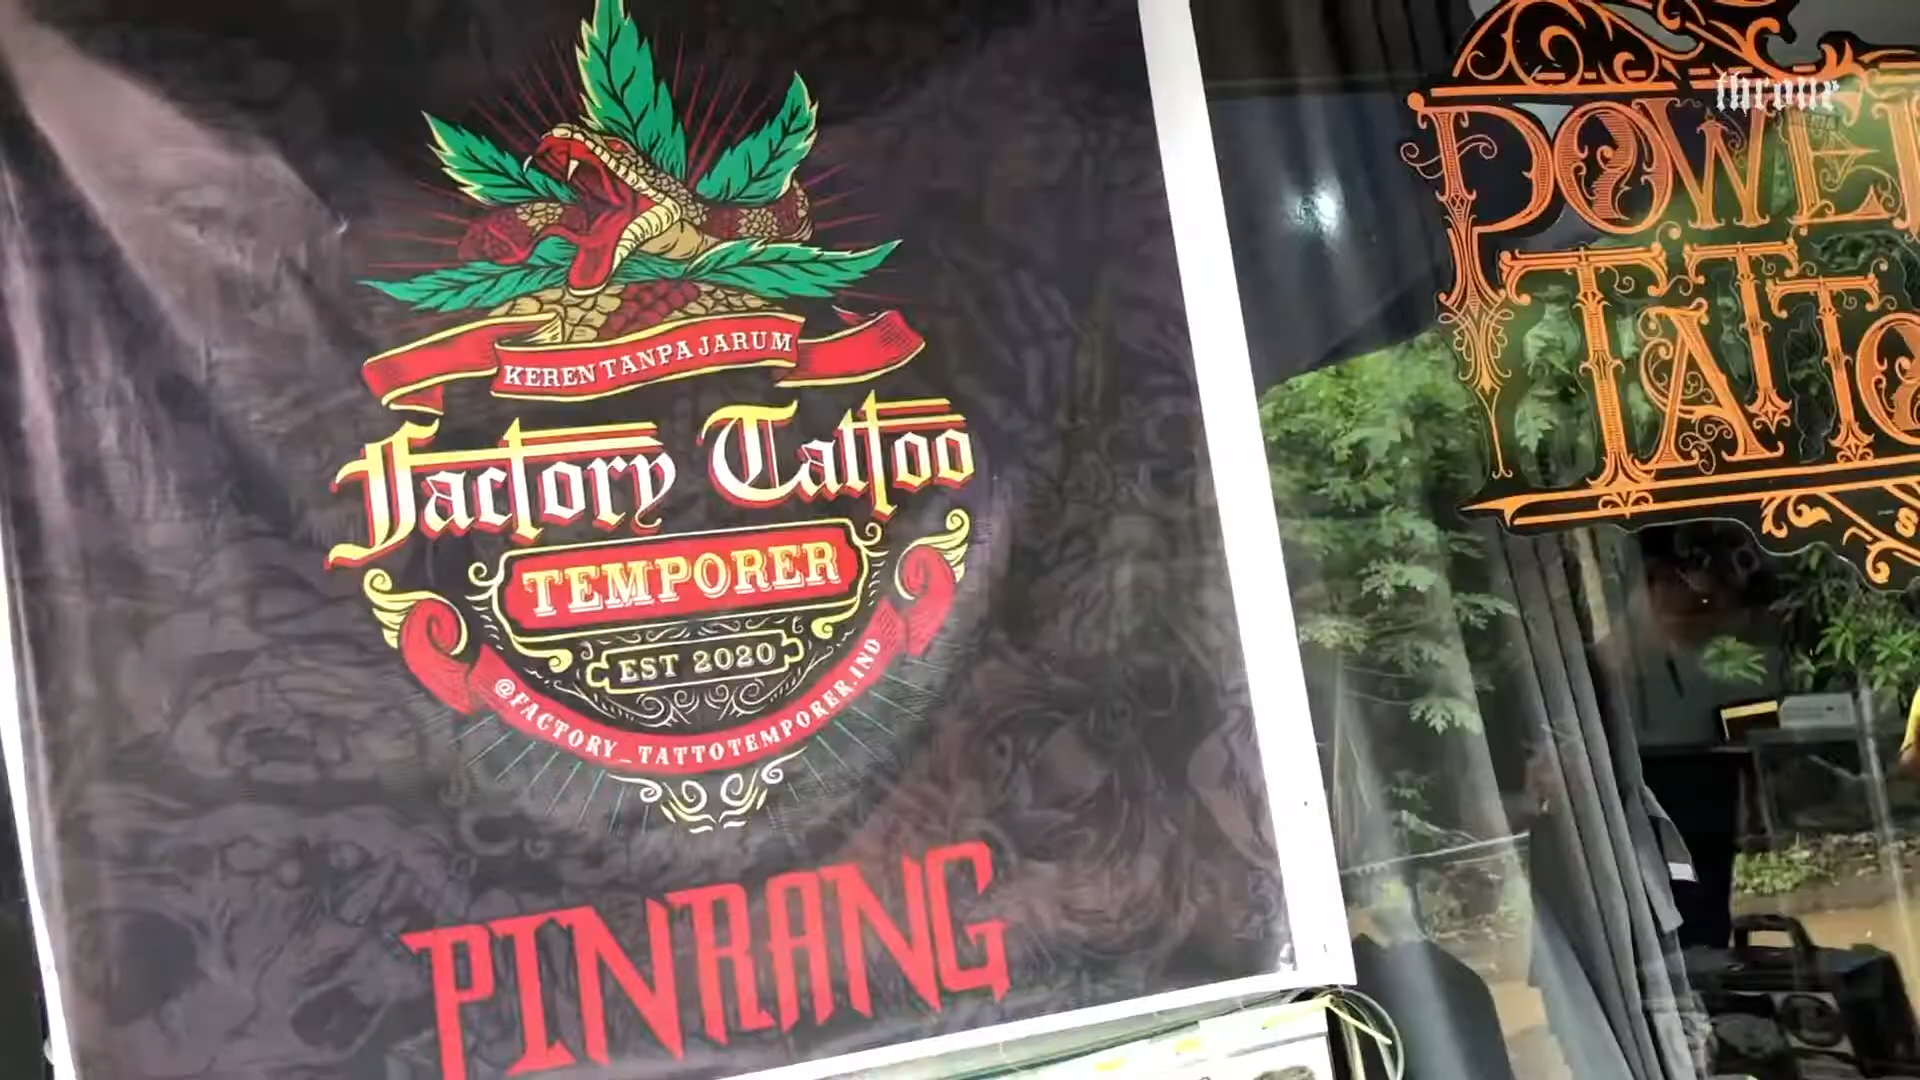 KEREN TANPA JARUM
Factory Tattoo
TEMPORER
EST 2020
@FACTORY_TATTOTEMPORER.IND
PINRANG
throne